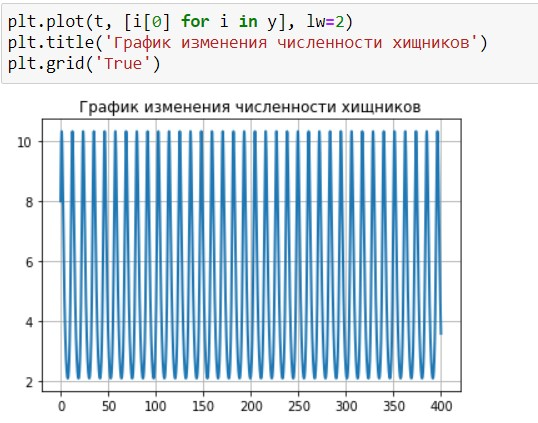 plt.plot(t, [i[0] for i in y], lw=2)
plt.title('График изменения численности хищников')
plt.grid('True')
График изменения численности хищников
10
8
6
4
2
0 50 100 150 200 250 300 350 400